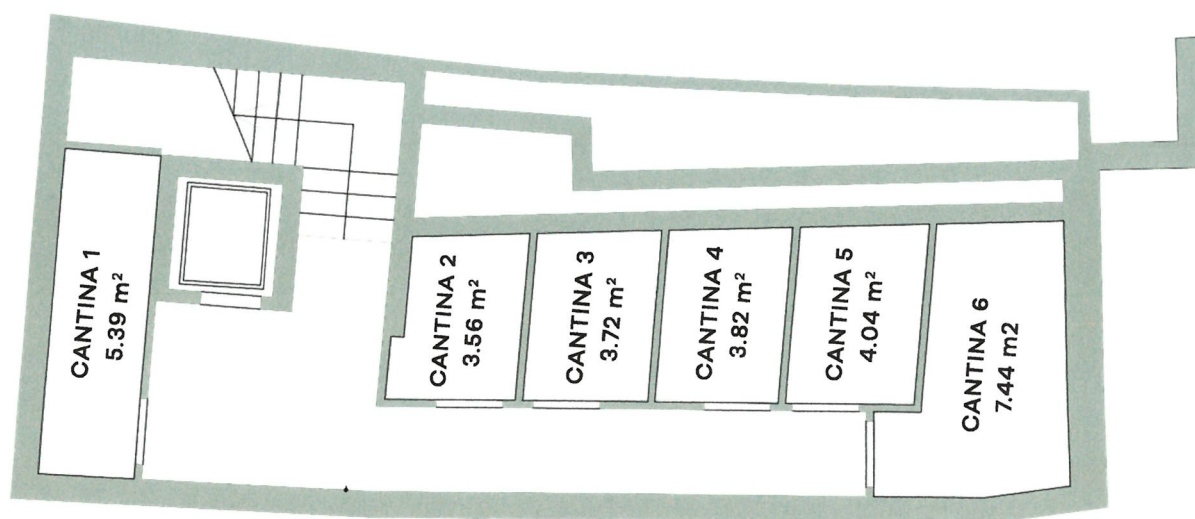 CANTINA 1
5.39 m²
CANTINA 2
3.56 m²
CANTINA 3
3.72 m²
CANTINA 4
3.82 m²
CANTINA 5
4.04 m²
CANTINA 6
7.44 m2